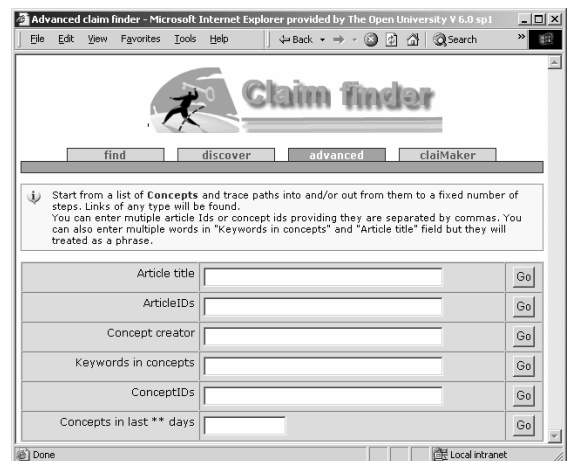 Advanced claim finder - Microsoft Internet Explorer provided by The Open University V 6.0 sp1
File Edit View Favorites Tools Help Back Search »
Claim finder
find discover advanced claiMaker
Start from a list of Concepts and trace paths into and/or out from them to a fixed number of
steps. Links of any type will be found.
You can enter mutiple article Ids or concept ids providing they are separated by commas. You
can also enter multiple words in "Keywords in concepts" and "Article title" field but they will
treated as a phrase.
Article title Go
ArticleIDs Go
Concept creator Go
Keywords in concepts Go
ConceptIDs Go
Concepts in last ** days Go
Done Local intranet